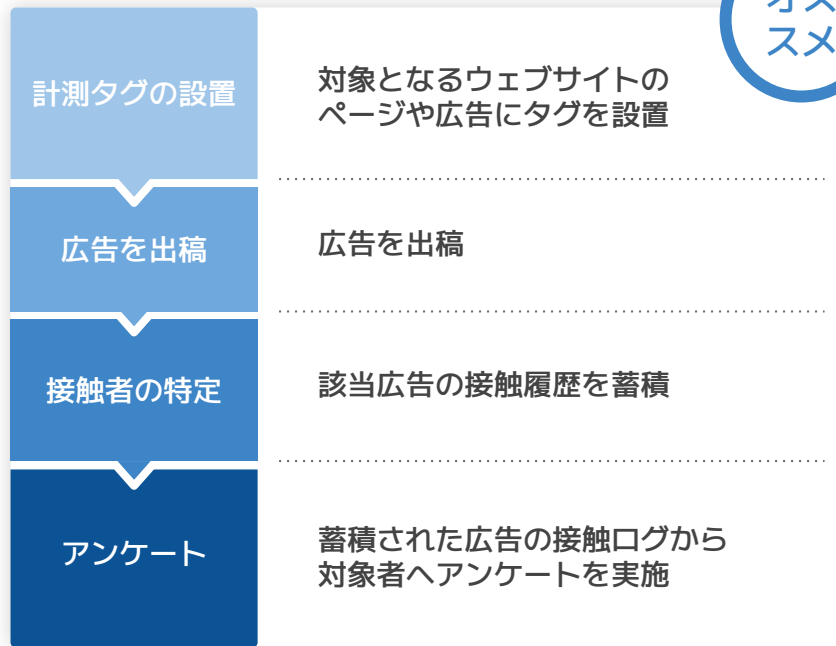 オス
スメ
計測タグの設置
対象となるウェブサイトの
ページや広告にタグを設置
広告を出稿
広告を出稿
接触者の特定
該当広告の接触履歴を蓄積
アンケート
蓄積された広告の接触ログから
対象者へアンケートを実施